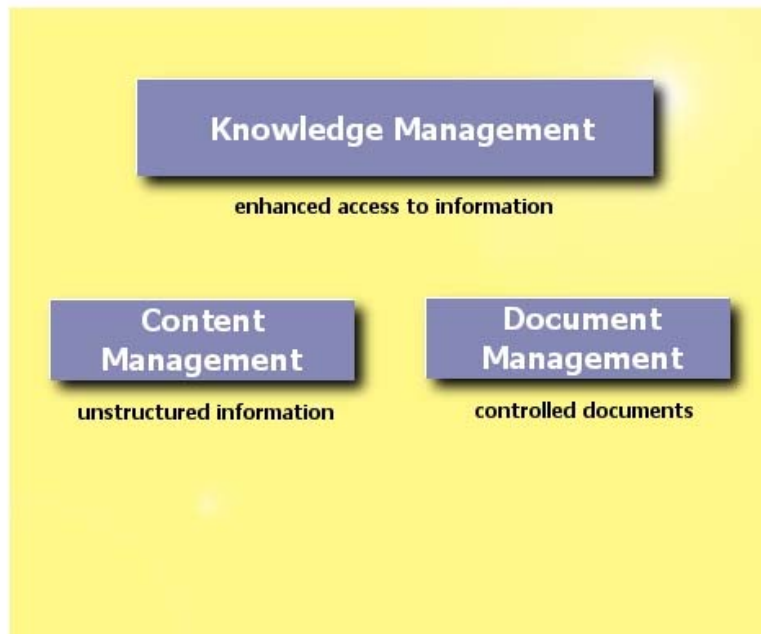 Knowledge Management
enhanced access to information
Content
Management
unstructured information
Document
Management
controlled documents